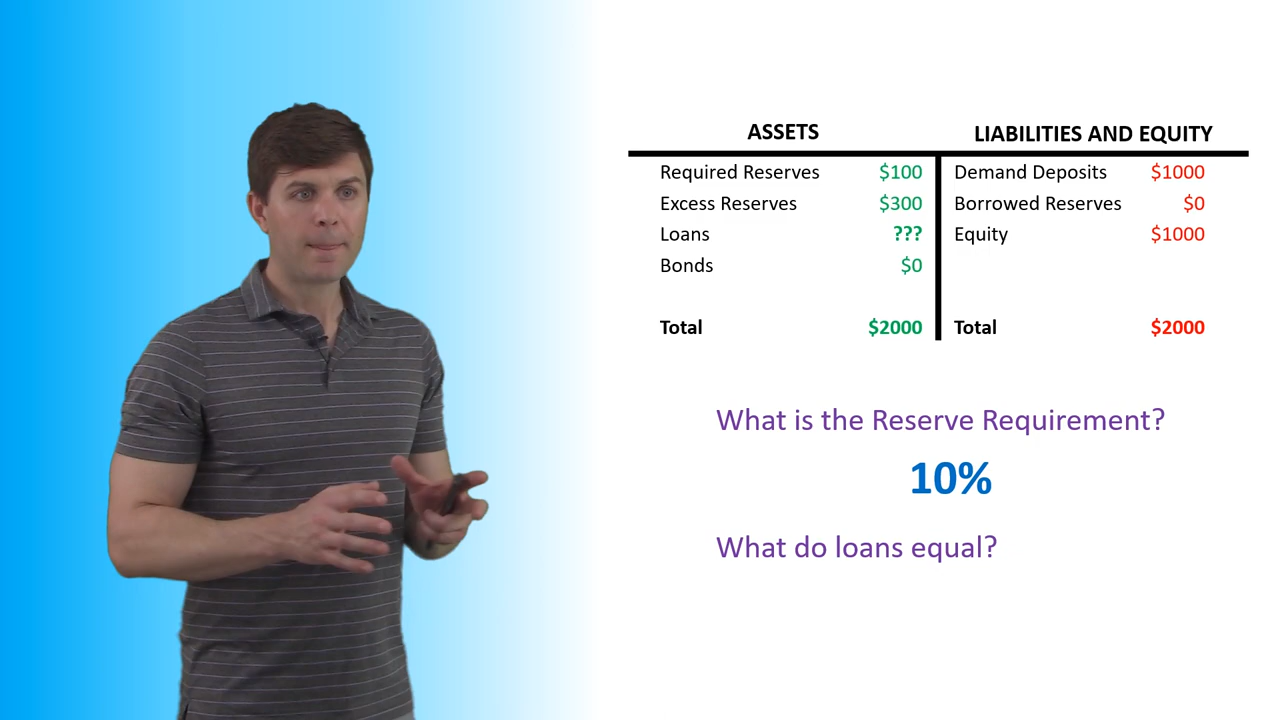 ASSETS LIABILITIES AND EQUITY
Required Reserves $100 Demand Deposits $1000
Excess Reserves $300 Borrowed Reserves $0
Loans ??? Equity $1000
Bonds $0
Total $2000 Total $2000
What is the Reserve Requirement?
10%
What do loans equal?